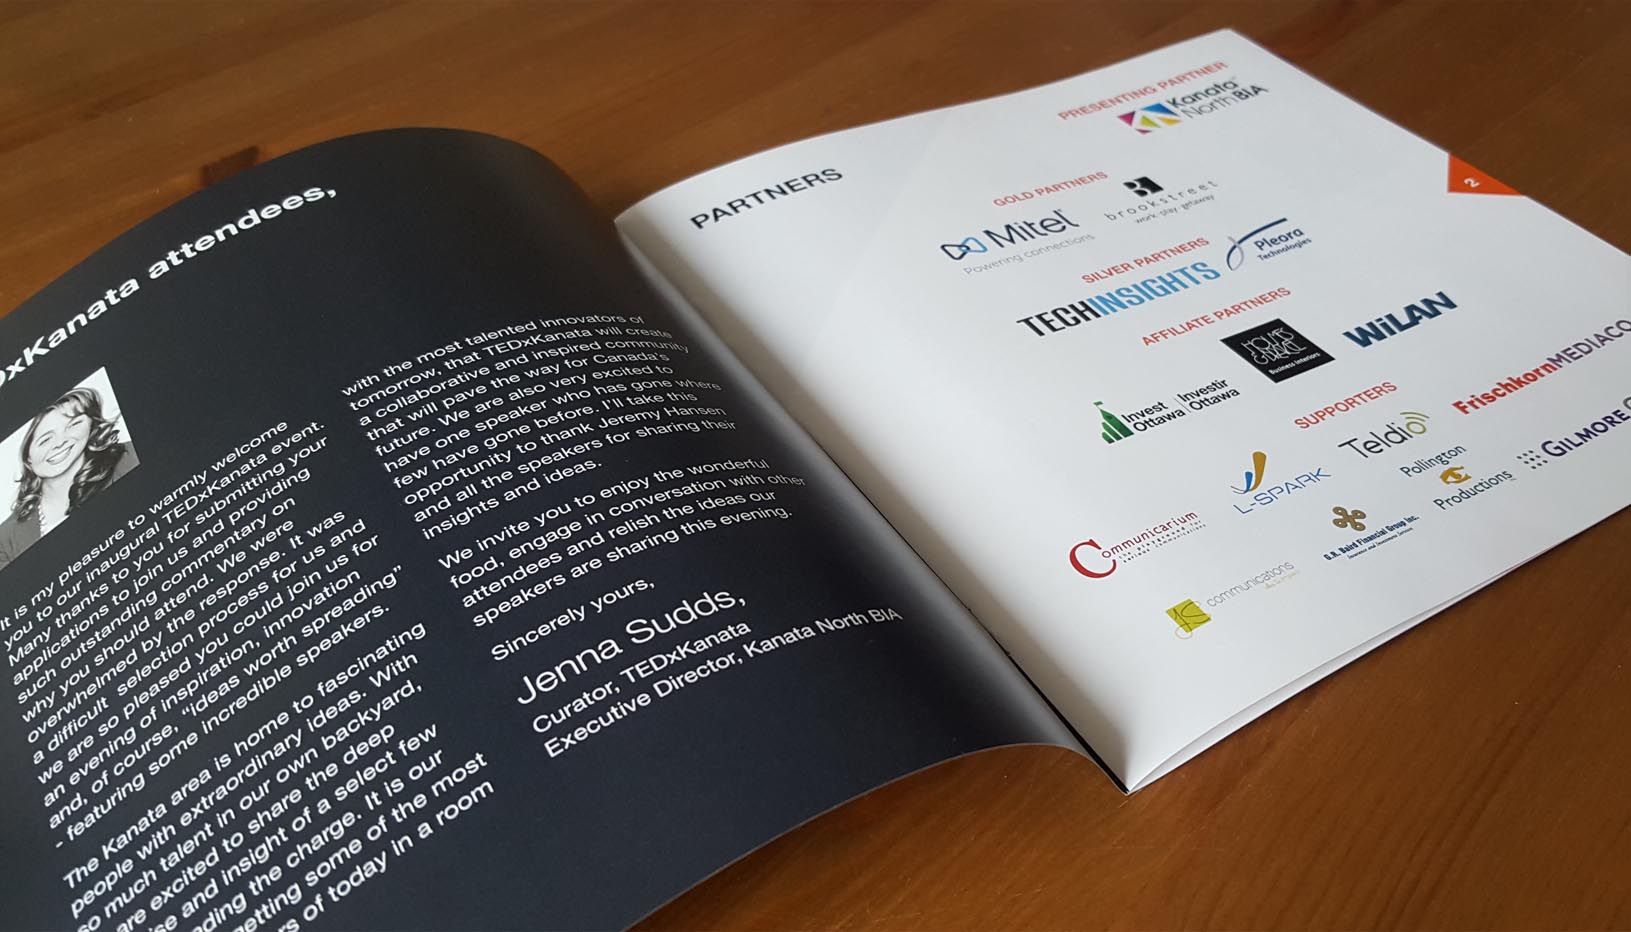 DxKanata attendees,
It is my pleasure to warmly welcome
you to our inaugural TEDxKanata event.
Many thanks to you for submitting your
applications to join us and providing
such outstanding commentary on
why you should attend. We were
overwhelmed by the response. It was
a difficult selection process for us and
we are so pleased you could join us for
an evening of inspiration, innovation
and, of course, “ideas worth spreading”
- featuring some incredible speakers.
The Kanata area is home to fascinating
people with extraordinary ideas. With
so much talent in our own backyard,
are excited to share the deep
and insight of a select few
the charge. It is our
some of the most
of today in a room
with the most talented innovators of
tomorrow, that TEDxKanata will create
a collaborative and inspired community
that will pave the way for Canada's
future. We are also very excited to
have one speaker who has gone where
few have gone before. I'll take this
opportunity to thank Jeremy Hansen
and all the speakers for sharing their
insights and ideas.
We invite you to enjoy the wonderful
food, engage in conversation with other
attendees and relish the ideas our
speakers are sharing this evening.
Sincerely yours,
Jenna Sudds,
Curator, TEDxKanata
Executive Director, Kanata North BIA
PARTNERS
2
PRESENTING PARTNER
Kanata
North BIA
GOLD PARTNERS
Mitel
Powering connections
brookstreet
work. play. getaway.
SILVER PARTNERS
TECHINSIGHTS
Pleora
Technologies
AFFILIATE PARTNERS
Invest Ottawa
Investir Ottawa
Business Interiors
WiLAN
SUPPORTERS
Communicarium
L-SPARK
Teldio
FrischkornMEDIACO
communications
G.R. Baird Financial Group Inc.
Pollington
Productions
GILMORE